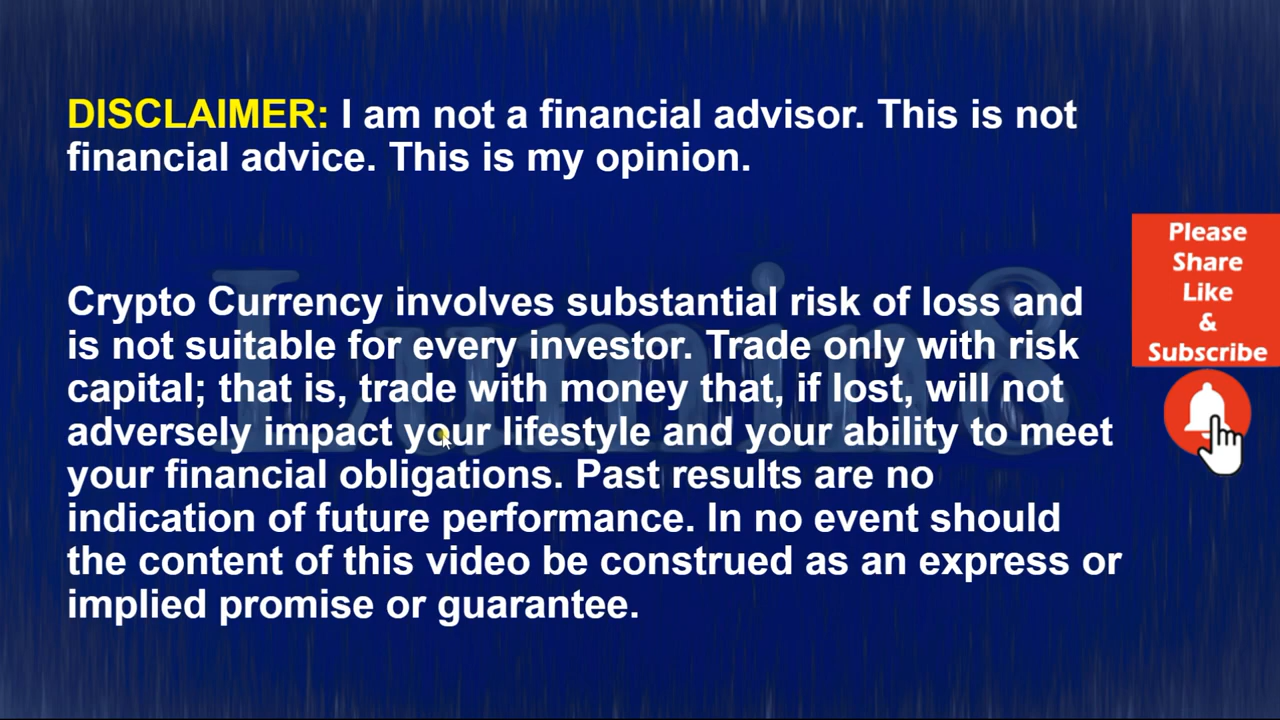 DISCLAIMER: I am not a financial advisor. This is not
financial advice. This is my opinion.
Crypto Currency involves substantial risk of loss and
is not suitable for every investor. Trade only with risk
capital; that is, trade with money that, if lost, will not
adversely impact your lifestyle and your ability to meet
your financial obligations. Past results are no
indication of future performance. In no event should
the content of this video be construed as an express or
implied promise or guarantee.
Lumin8
Please
Share
Like
&
Subscribe